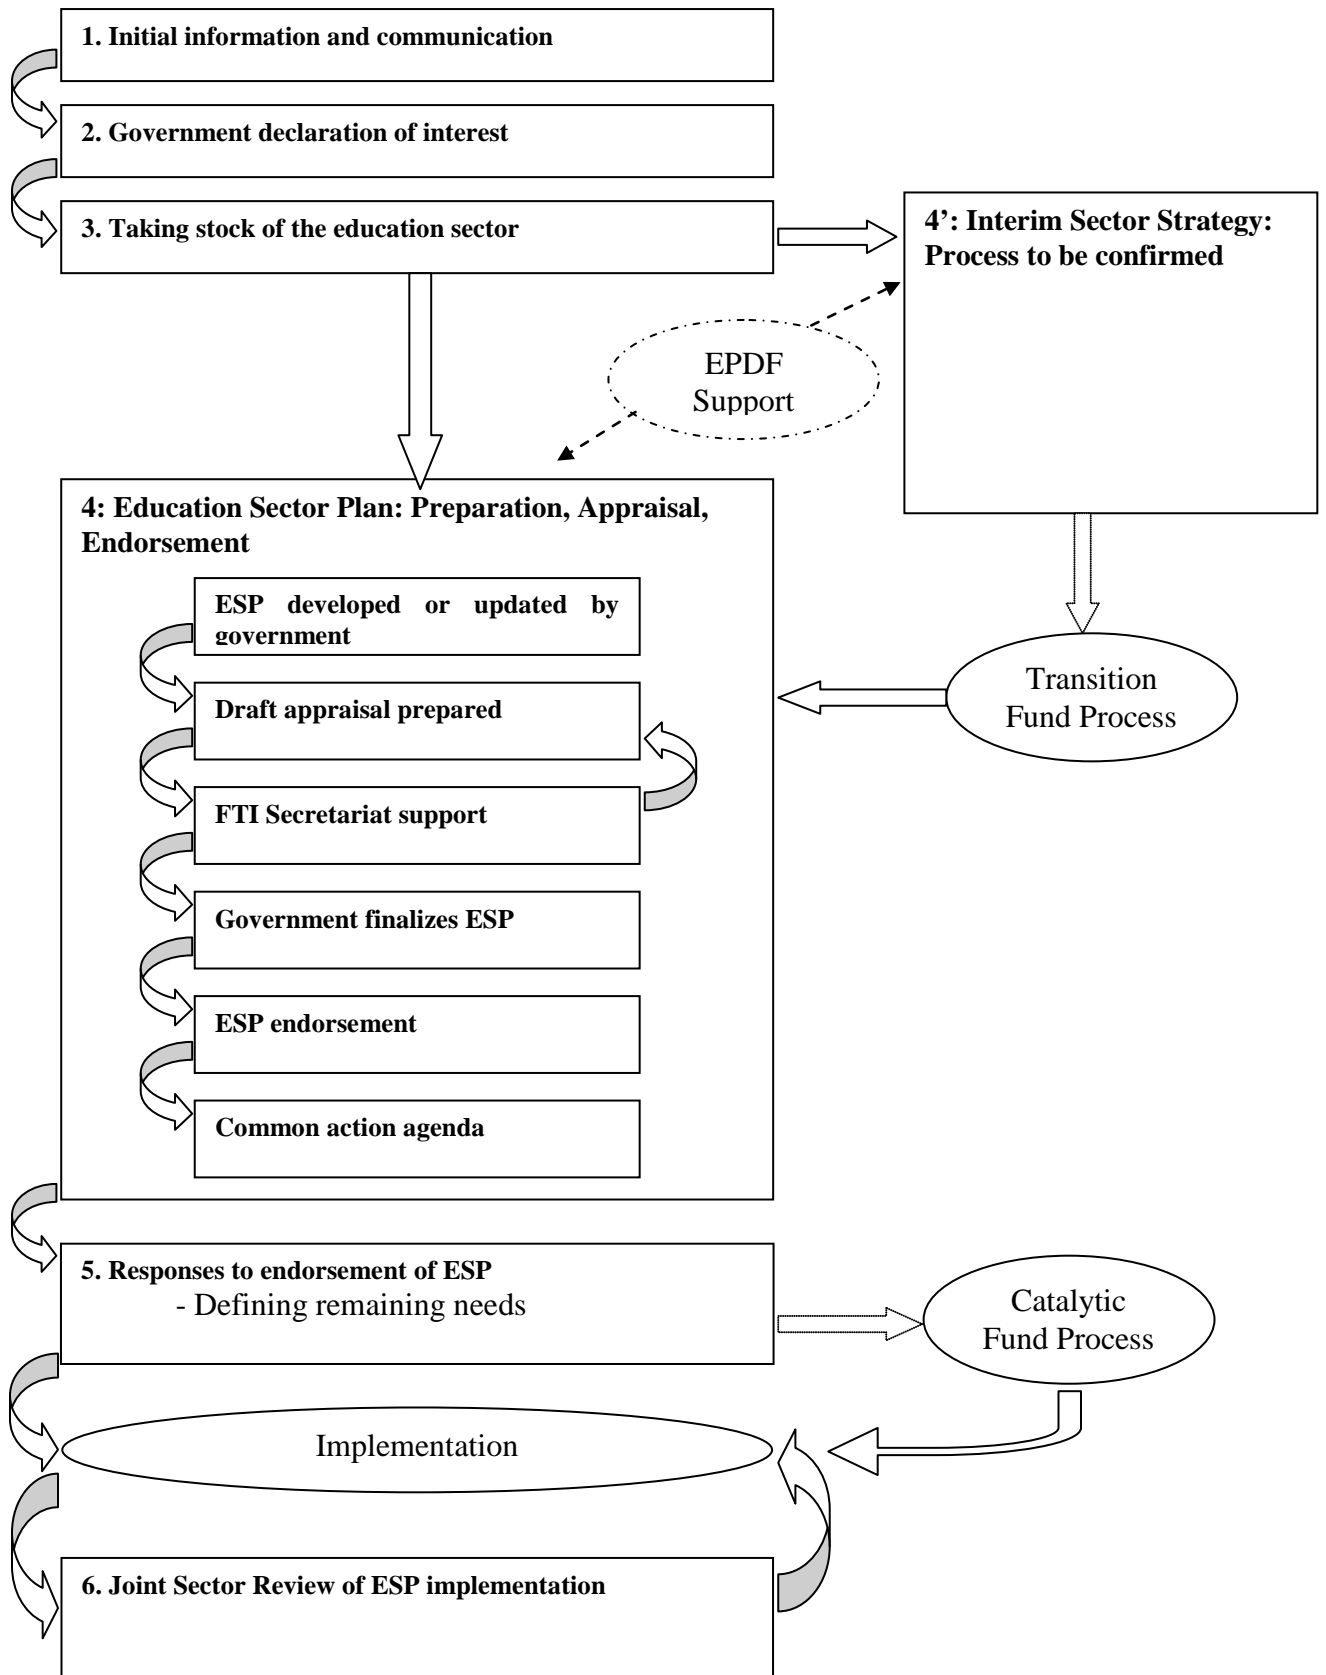 1. Initial information and communication
2. Government declaration of interest
3. Taking stock of the education sector
4’: Interim Sector Strategy:
Process to be confirmed
EPDF
Support
4: Education Sector Plan: Preparation, Appraisal,
Endorsement
ESP developed or updated by
government
Draft appraisal prepared
FTI Secretariat support
Government finalizes ESP
ESP endorsement
Common action agenda
Transition
Fund Process
5. Responses to endorsement of ESP
- Defining remaining needs
Catalytic
Fund Process
Implementation
6. Joint Sector Review of ESP implementation